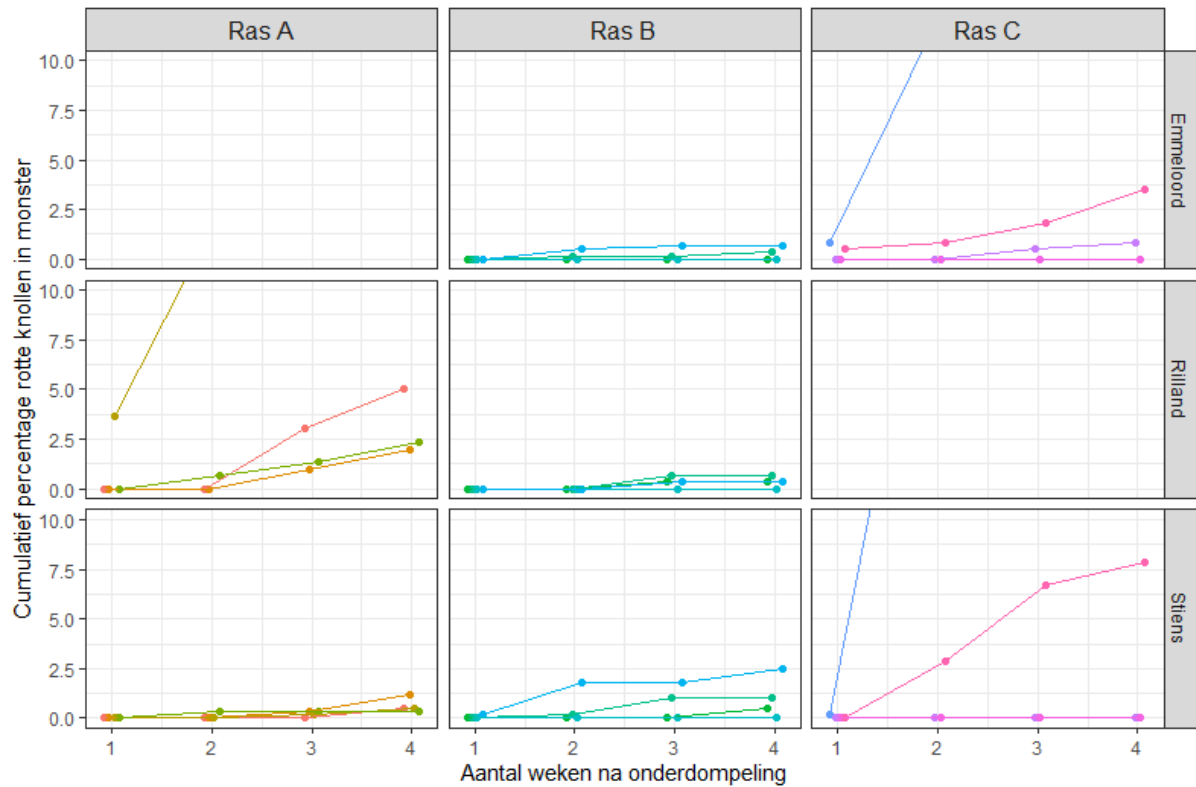 Ras A
Ras B
Ras C
Cumulatief percentage rotte knollen in monster
10.0
7.5
5.0
2.5
0.0
Emmeloord
10.0
7.5
5.0
2.5
0.0
Rilland
10.0
7.5
5.0
2.5
0.0
Stiens
1 2 3 4
1 2 3 4
1 2 3 4
Aantal weken na onderdompeling